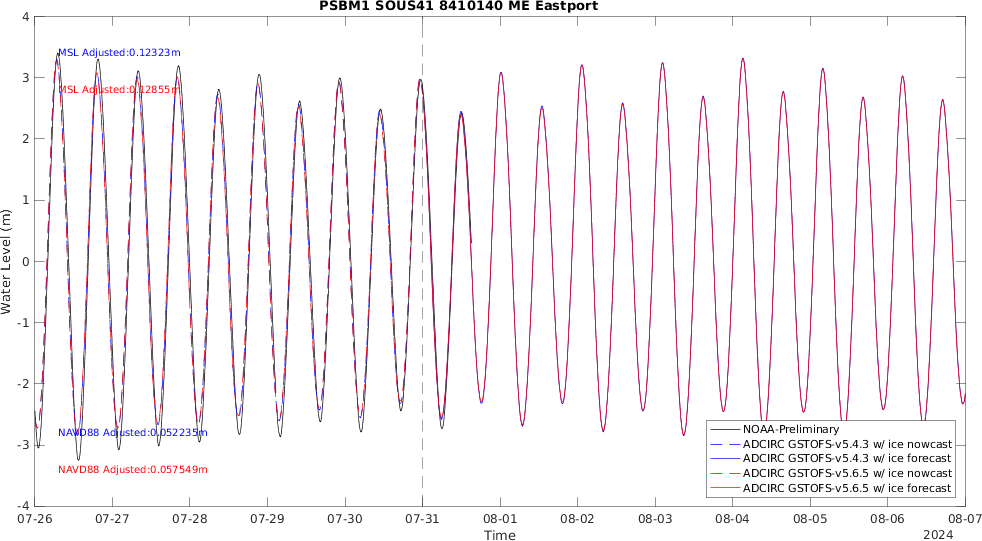 PSBM1 SOUS41 8410140 ME Eastport
4
MSL Adjusted:0.12323m
3
MSL Adjusted:0.12855m
2
1
0
-1
-2
-3
-4
Water Level (m)
NAVD88 Adjusted:0.052235m
NAVD88 Adjusted:0.057549m
NOAA-Preliminary
ADCIRC GSTOFS-v5.4.3 w/ ice nowcast
ADCIRC GSTOFS-v5.4.3 w/ ice forecast
ADCIRC GSTOFS-v5.6.5 w/ ice nowcast
ADCIRC GSTOFS-v5.6.5 w/ ice forecast
07-26 07-27 07-28 07-29 07-30 07-31 08-01 08-02 08-03 08-04 08-05 08-06 08-07
Time
2024